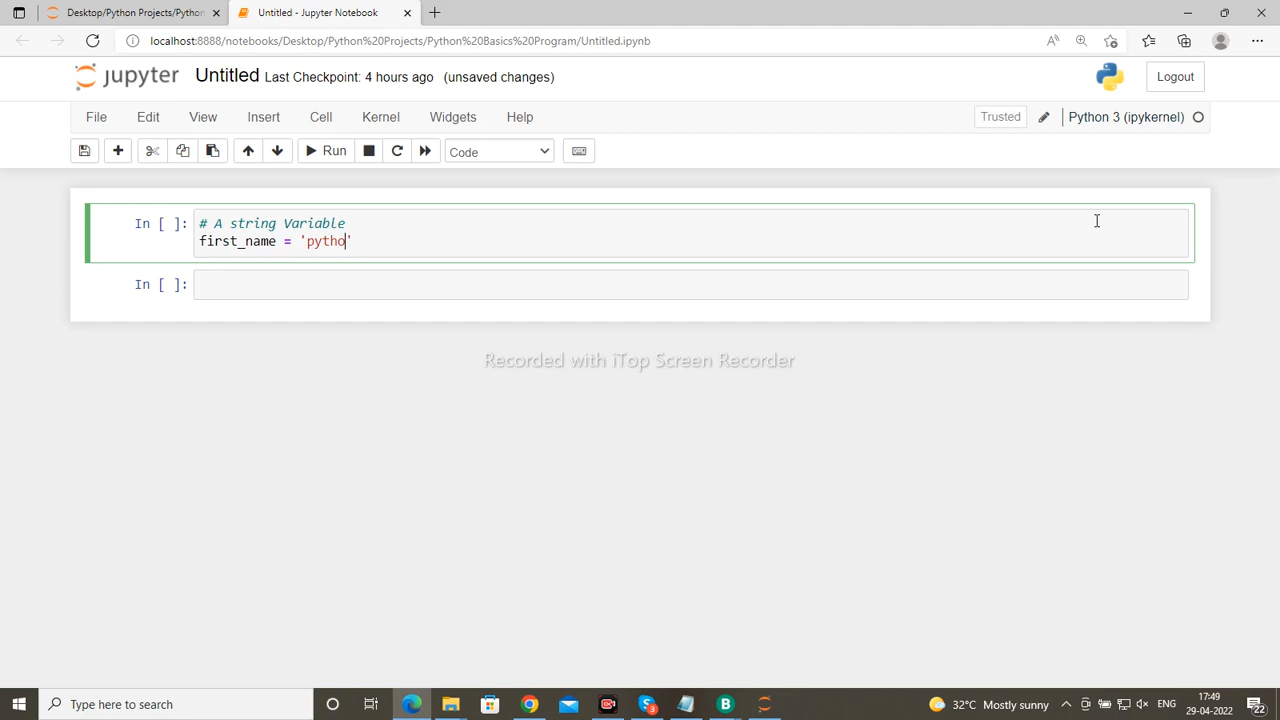 Desktop/Python Projects/Python
Untitled - Jupyter Notebook
localhost:8888/notebooks/Desktop/Python%20Projects/Python%20Basics%20Program/Untitled.ipynb
jupyter Untitled Last Checkpoint: 4 hours ago (unsaved changes)
Logout
File Edit View Insert Cell Kernel Widgets Help
Trusted
Python 3 (ipykernel)
Run
Code
In [ ]: # A string Variable
first_name = 'pytho'
In [ ]:
Recorded with iTop Screen Recorder
Type here to search
32°C Mostly sunny
ENG
17:49
29-04-2022
22